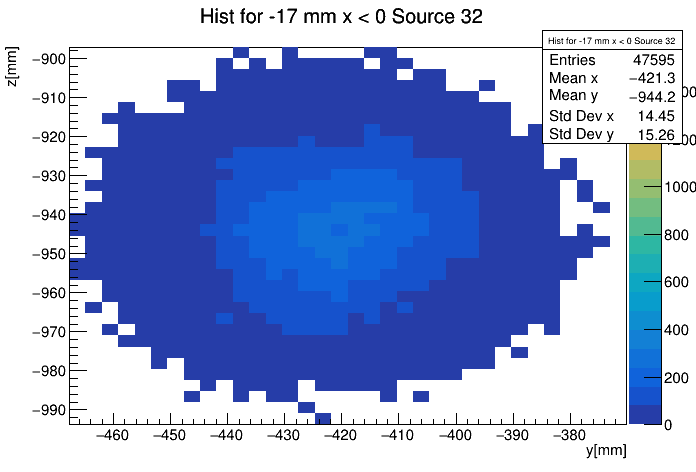 Hist for -17 mm x < 0 Source 32
z[mm]
Hist for -17 mm x < 0 Source 32
Entries 47595
Mean x −421.3
Mean y −944.2
Std Dev x 14.45
Std Dev y 15.26
−900
−910
−920
−930
−940
−950
−960
−970
−980
−990
1000
800
600
400
200
0
−460 −450 −440 −430 −420 −410 −400 −390 −380
y[mm]